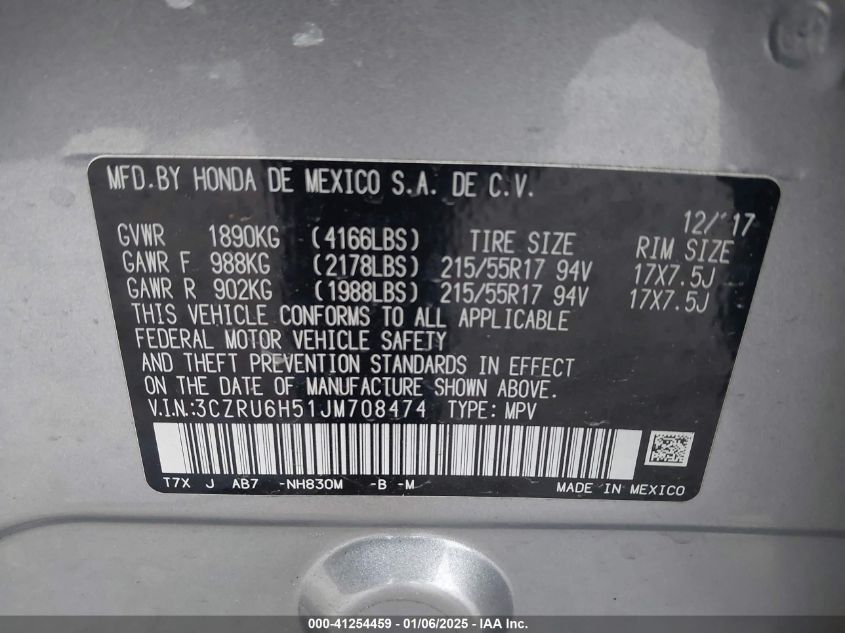 MFD.BY HONDA DE MEXICO S.A. DE C.V.
12/'17
GVWR 1890KG (4166LBS) TIRE SIZE RIM SIZE
GAWR F 988KG (2178LBS) 215/55R17 94V 17X7.5J
GAWR R 902KG (1988LBS) 215/55R17 94V 17X7.5J
THIS VEHICLE CONFORMS TO ALL APPLICABLE
FEDERAL MOTOR VEHICLE SAFETY
AND THEFT PREVENTION STANDARDS IN EFFECT
ON THE DATE OF MANUFACTURE SHOWN ABOVE.
V.I.N.:3CZRU6H51JM708474 TYPE: MPV
T7X J AB7 -NH830M -B -M MADE IN MEXICO
000-41254459 - 01/06/2025 - IAA Inc.